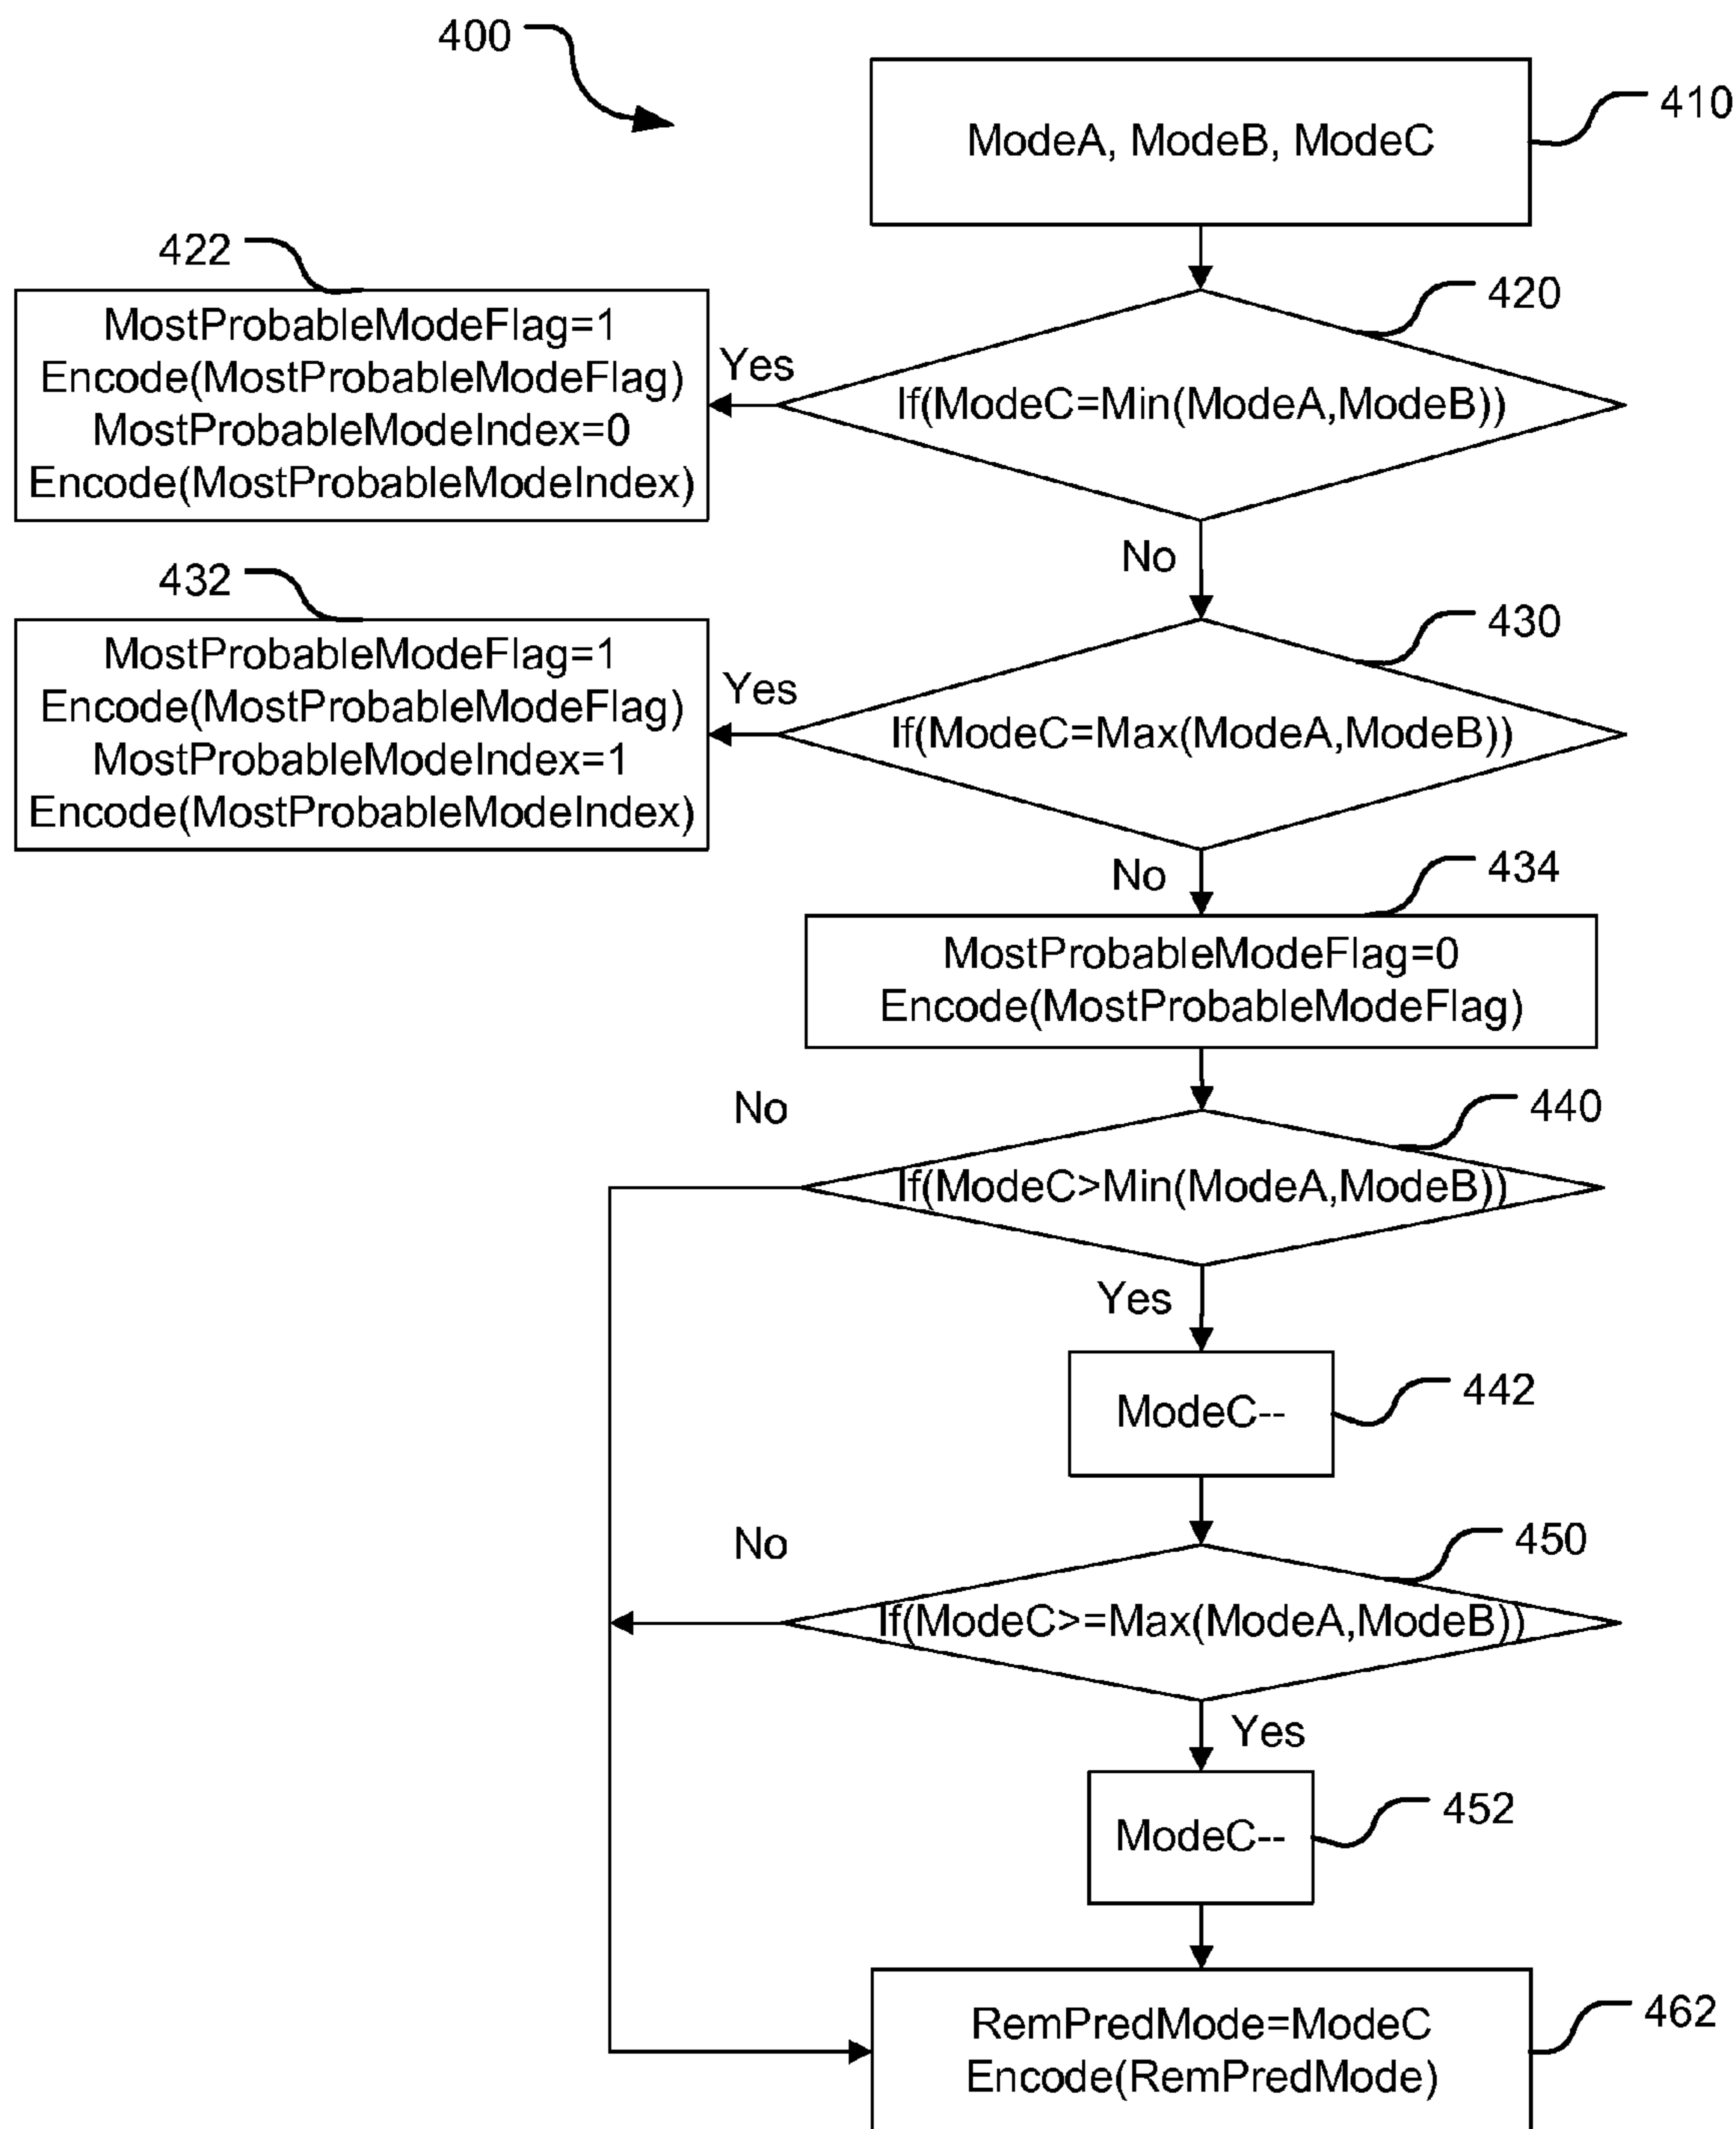 400
410
ModeA, ModeB, ModeC
422
420
MostProbableModeFlag=1
Encode(MostProbableModeFlag)
MostProbableModeIndex=0
Encode(MostProbableModeIndex)
Yes
If(ModeC=Min(ModeA,ModeB))
No
432
430
MostProbableModeFlag=1
Encode(MostProbableModeFlag)
MostProbableModeIndex=1
Encode(MostProbableModeIndex)
Yes
If(ModeC=Max(ModeA,ModeB))
No
434
MostProbableModeFlag=0
Encode(MostProbableModeFlag)
No
440
If(ModeC>Min(ModeA,ModeB))
Yes
442
ModeC--
No
450
If(ModeC>=Max(ModeA,ModeB))
Yes
452
ModeC--
462
RemPredMode=ModeC
Encode(RemPredMode)